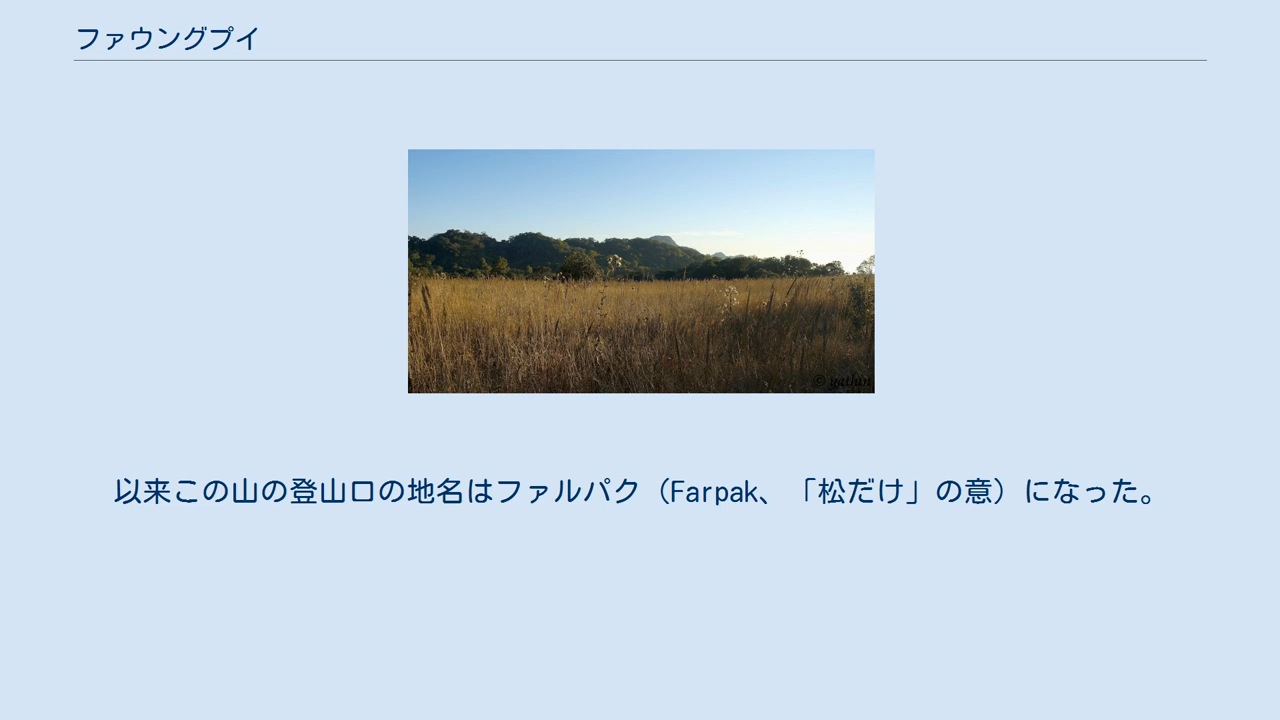 ファウングプイ
© yathin
以来この山の登山口の地名はファルパク（Farpak、「松だけ」の意）になった。